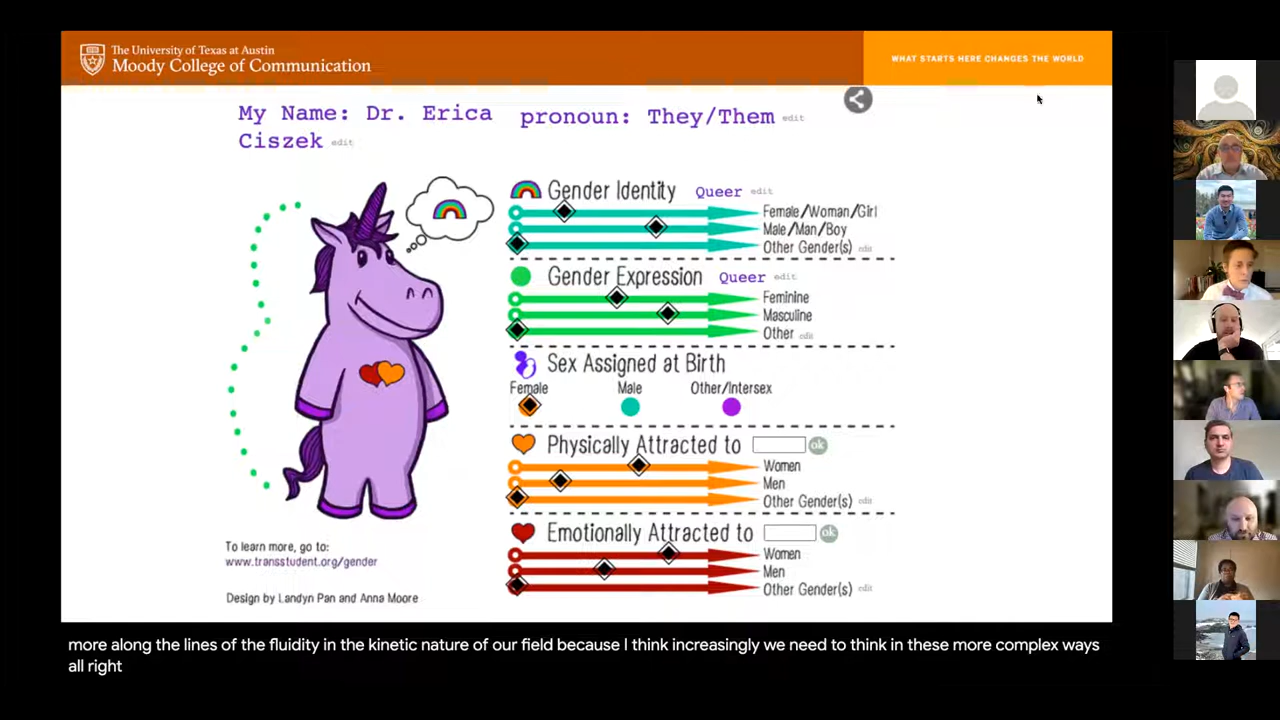 The University of Texas at Austin
Moody College of Communication
WHAT STARTS HERE CHANGES THE WORLD
My Name: Dr. Erica
Ciszek edit
pronoun: They/Them edit
Gender Identity Queer edit
Female/Woman/Girl
Male/Man/Boy
Other Gender(s) edit
Gender Expression Queer edit
Feminine
Masculine
Other edit
Sex Assigned at Birth
Female Male Other/Intersex
Physically Attracted to ok
Women
Men
Other Gender(s) edit
Emotionally Attracted to ok
Women
Men
Other Gender(s) edit
To learn more, go to:
www.transstudent.org/gender
Design by Landyn Pan and Anna Moore
more along the lines of the fluidity in the kinetic nature of our field because I think increasingly we need to think in these more complex ways
all right